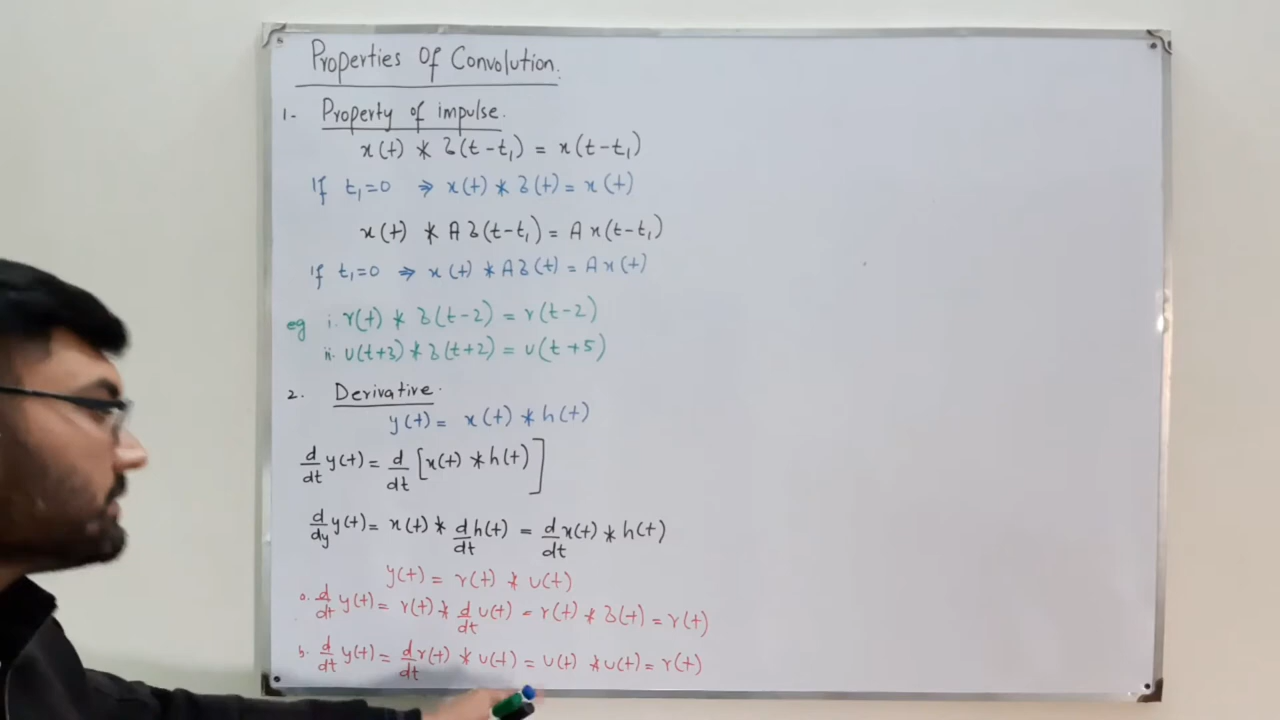 Properties Of Convolution.
1- Property of impulse.
x(t) * δ(t-t₁) = x(t-t₁)
If t₁=0 ⇒ x(t) * δ(t) = x(t)
x(t) * A δ(t-t₁) = A x(t-t₁)
If t₁=0 ⇒ x(t) * A δ(t) = A x(t)
eg i. r(t) * δ(t-2) = r(t-2)
ii. u(t+3) * δ(t+2) = u(t+5)
2. Derivative.
y(t) = x(t) * h(t)
d/dt y(t) = d/dt [x(t) * h(t)]
d/dy y(t) = x(t) * d/dt h(t) = d/dt x(t) * h(t)
y(t) = r(t) * u(t)
a. d/dt y(t) = r(t) * d/dt u(t) = r(t) * δ(t) = r(t)
b. d/dt y(t) = d/dt r(t) * u(t) = u(t) * u(t) = r(t)